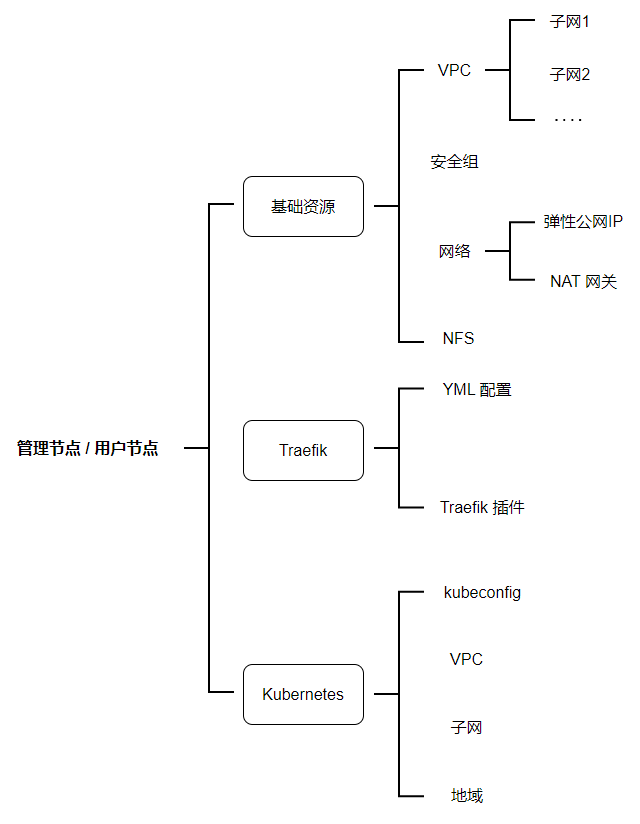 管理节点 / 用户节点
基础资源
VPC
子网1
子网2
····
安全组
网络
弹性公网IP
NAT 网关
NFS
Traefik
YML 配置
Traefik 插件
Kubernetes
kubeconfig
VPC
子网
地域